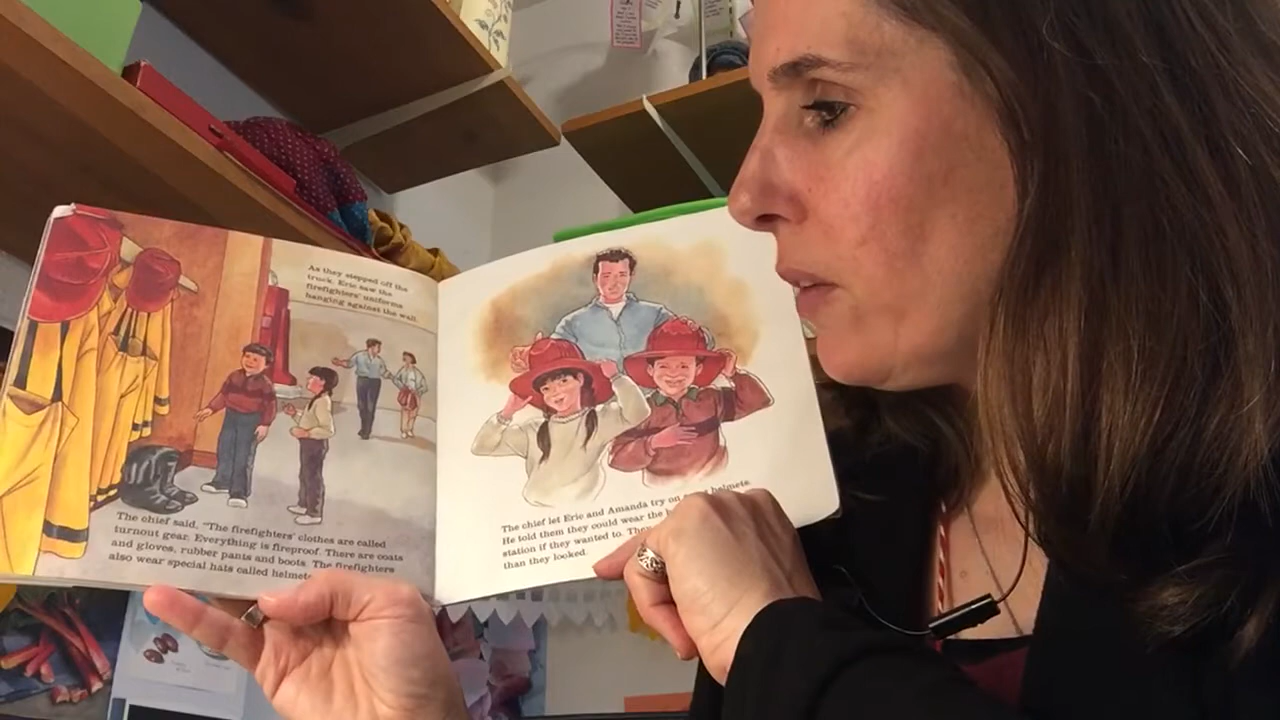 As they stepped off the
truck, Eric saw the
firefighters' uniforms
hanging against the wall.
The chief said, "The firefighters' clothes are called
turnout gear. Everything is fireproof. There are coats
and gloves, rubber pants and boots. The firefighters
also wear special hats called helmets
The chief let Eric and Amanda try on helmets.
He told them they could wear the
station if they wanted to. They
than they looked.